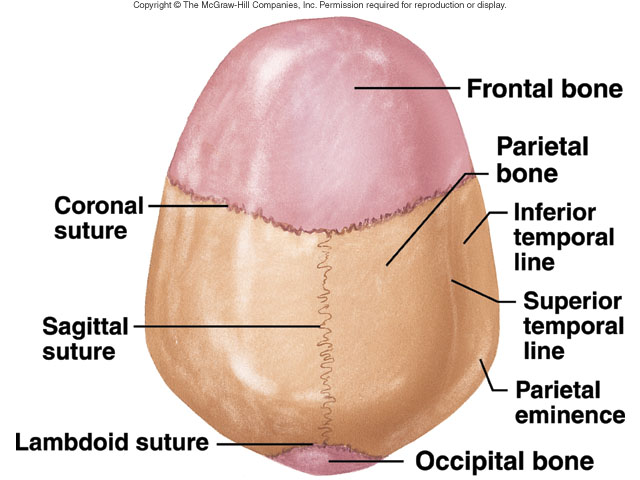 Copyright © The McGraw-Hill Companies, Inc. Permission required for reproduction or display.
Frontal bone
Parietal
bone
Coronal
suture
Inferior
temporal
line
Sagittal
suture
Superior
temporal
line
Parietal
eminence
Lambdoid suture
Occipital bone